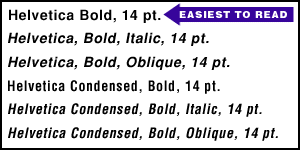 Helvetica Bold, 14 pt. EASIEST TO READ
Helvetica, Bold, Italic, 14 pt.
Helvetica, Bold, Oblique, 14 pt.
Helvetica Condensed, Bold, 14 pt.
Helvetica Condensed, Bold, Italic, 14 pt.
Helvetica Condensed, Bold, Oblique, 14 pt.